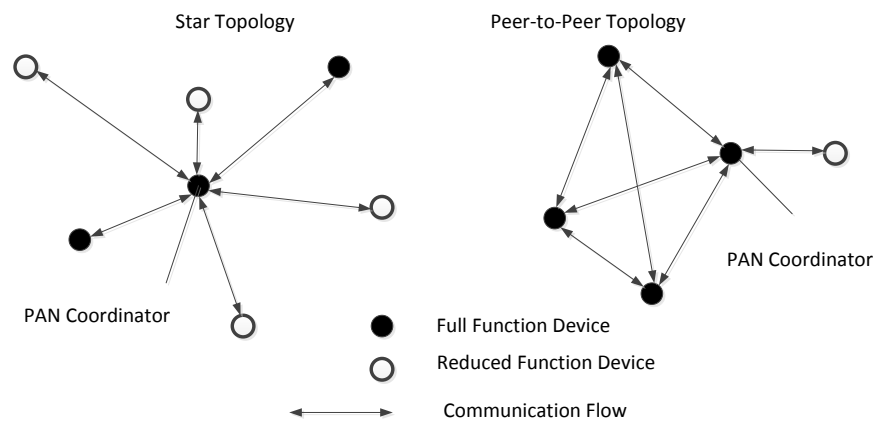 Star Topology
Peer-to-Peer Topology
PAN Coordinator
PAN Coordinator
Full Function Device
Reduced Function Device
Communication Flow